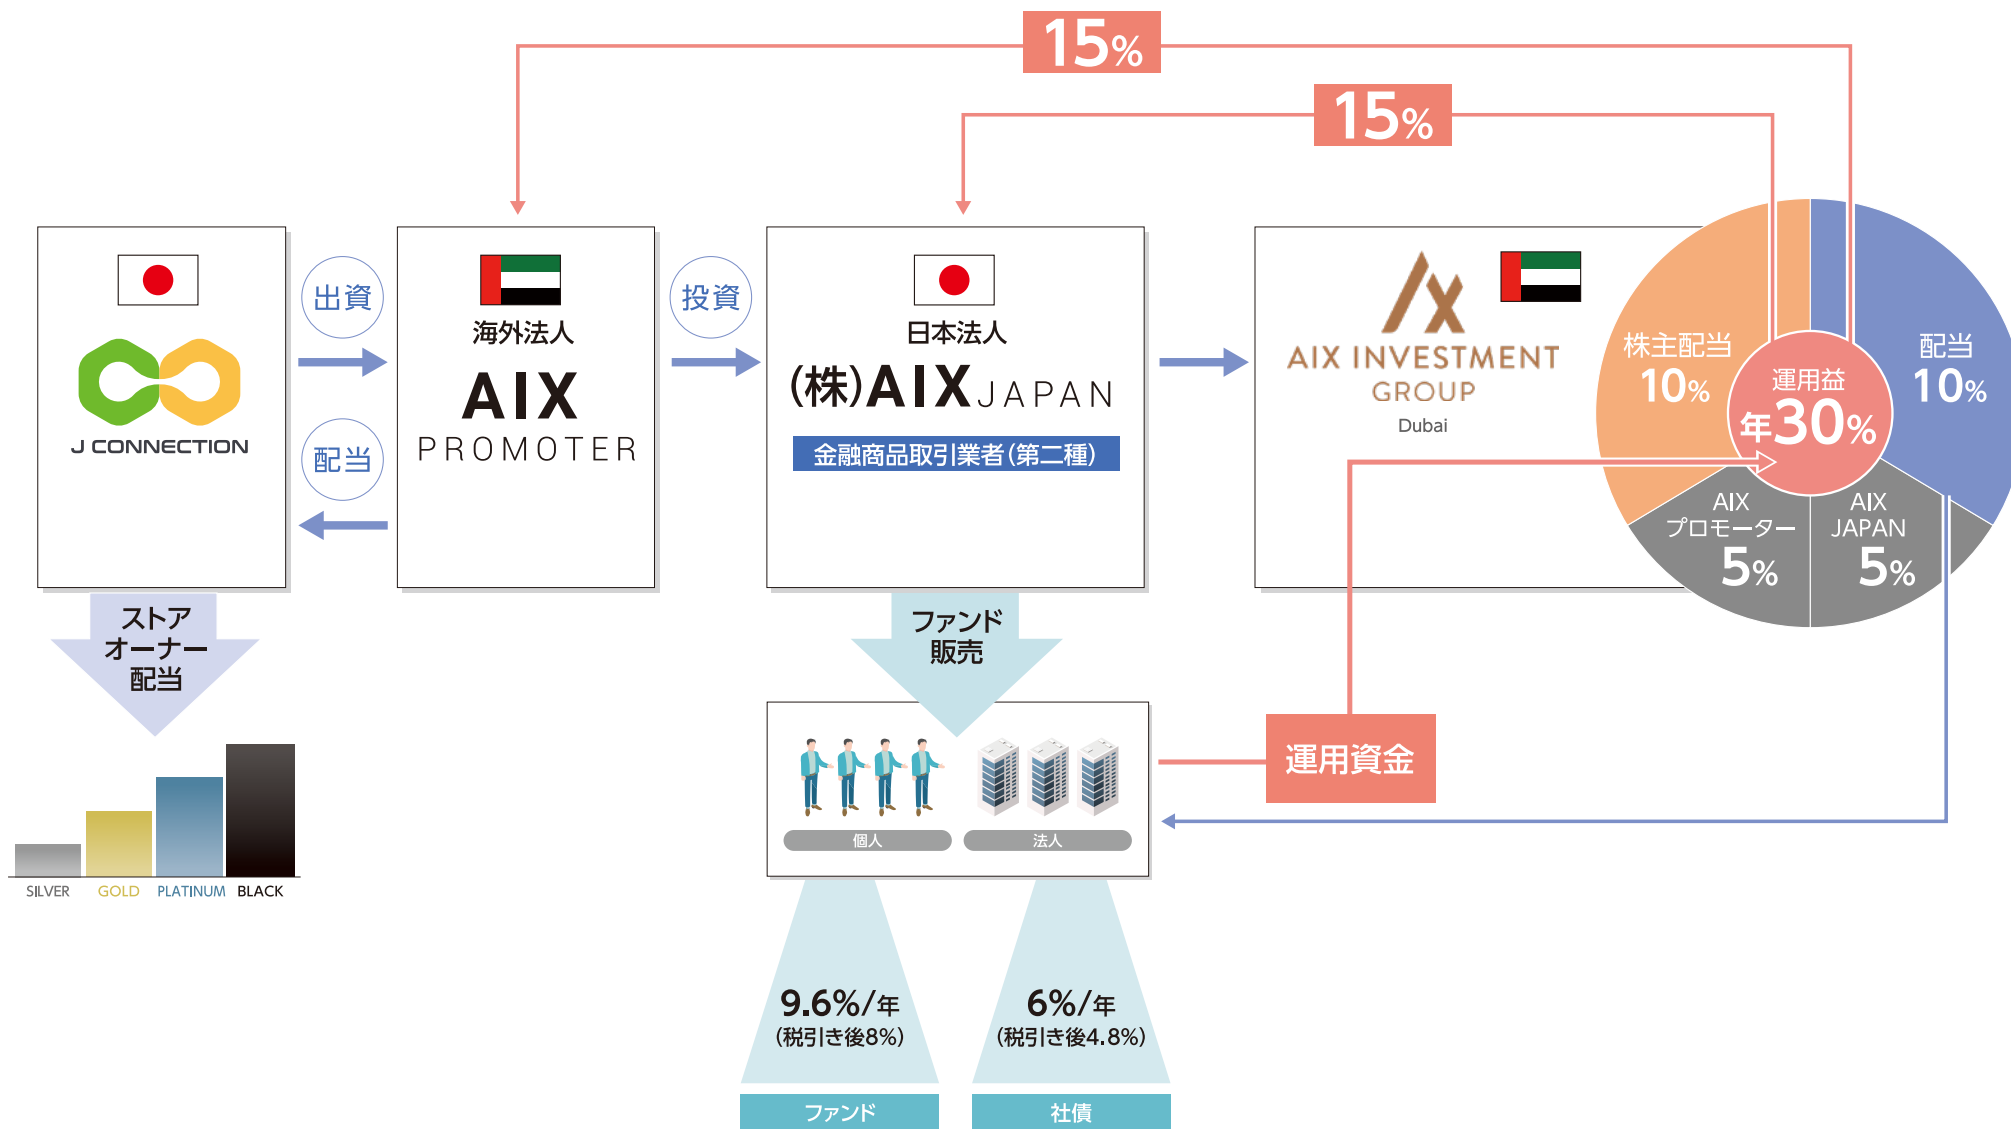 15%
15%
J CONNECTION
出資
配当
海外法人
AIX
PROMOTER
投資
日本法人
(株)AIX JAPAN
金融商品取引業者(第二種)
AIX INVESTMENT
GROUP
Dubai
株主配当
10%
配当
10%
運用益
年30%
AIX
プロモーター
5%
AIX
JAPAN
5%
ストア
オーナー
配当
ファンド
販売
運用資金
個人
法人
SILVER
GOLD
PLATINUM
BLACK
9.6%/年
(税引き後8%)
6%/年
(税引き後4.8%)
ファンド
社債